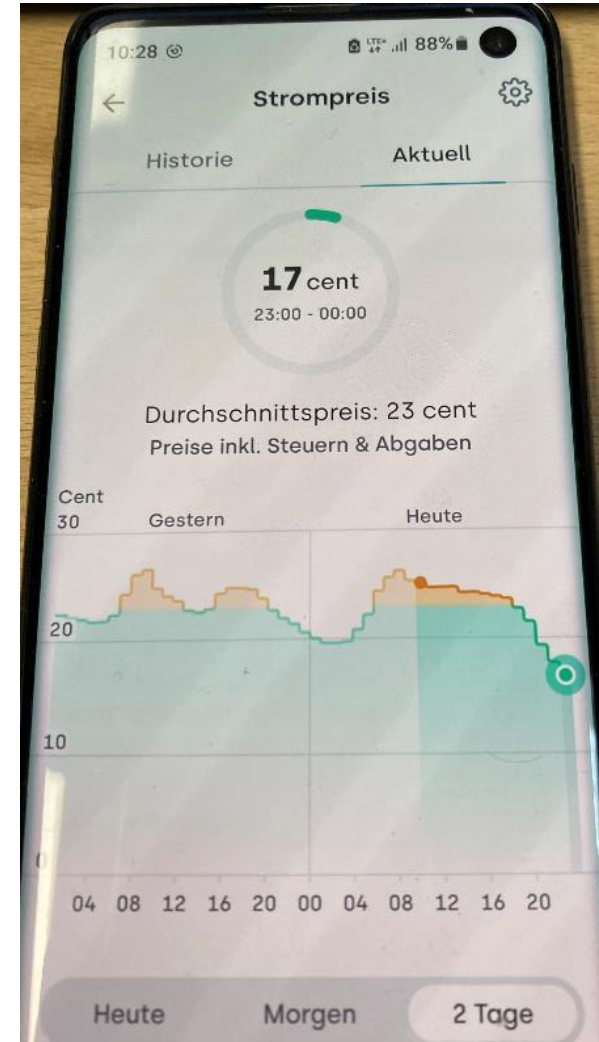 10:28 LTE+ 88%
Strompreis
Historie Aktuell
17 cent
23:00 - 00:00
Durchschnittspreis: 23 cent
Preise inkl. Steuern & Abgaben
Cent
30 Gestern Heute
20
10
0
04 08 12 16 20 00 04 08 12 16 20
Heute Morgen 2 Tage